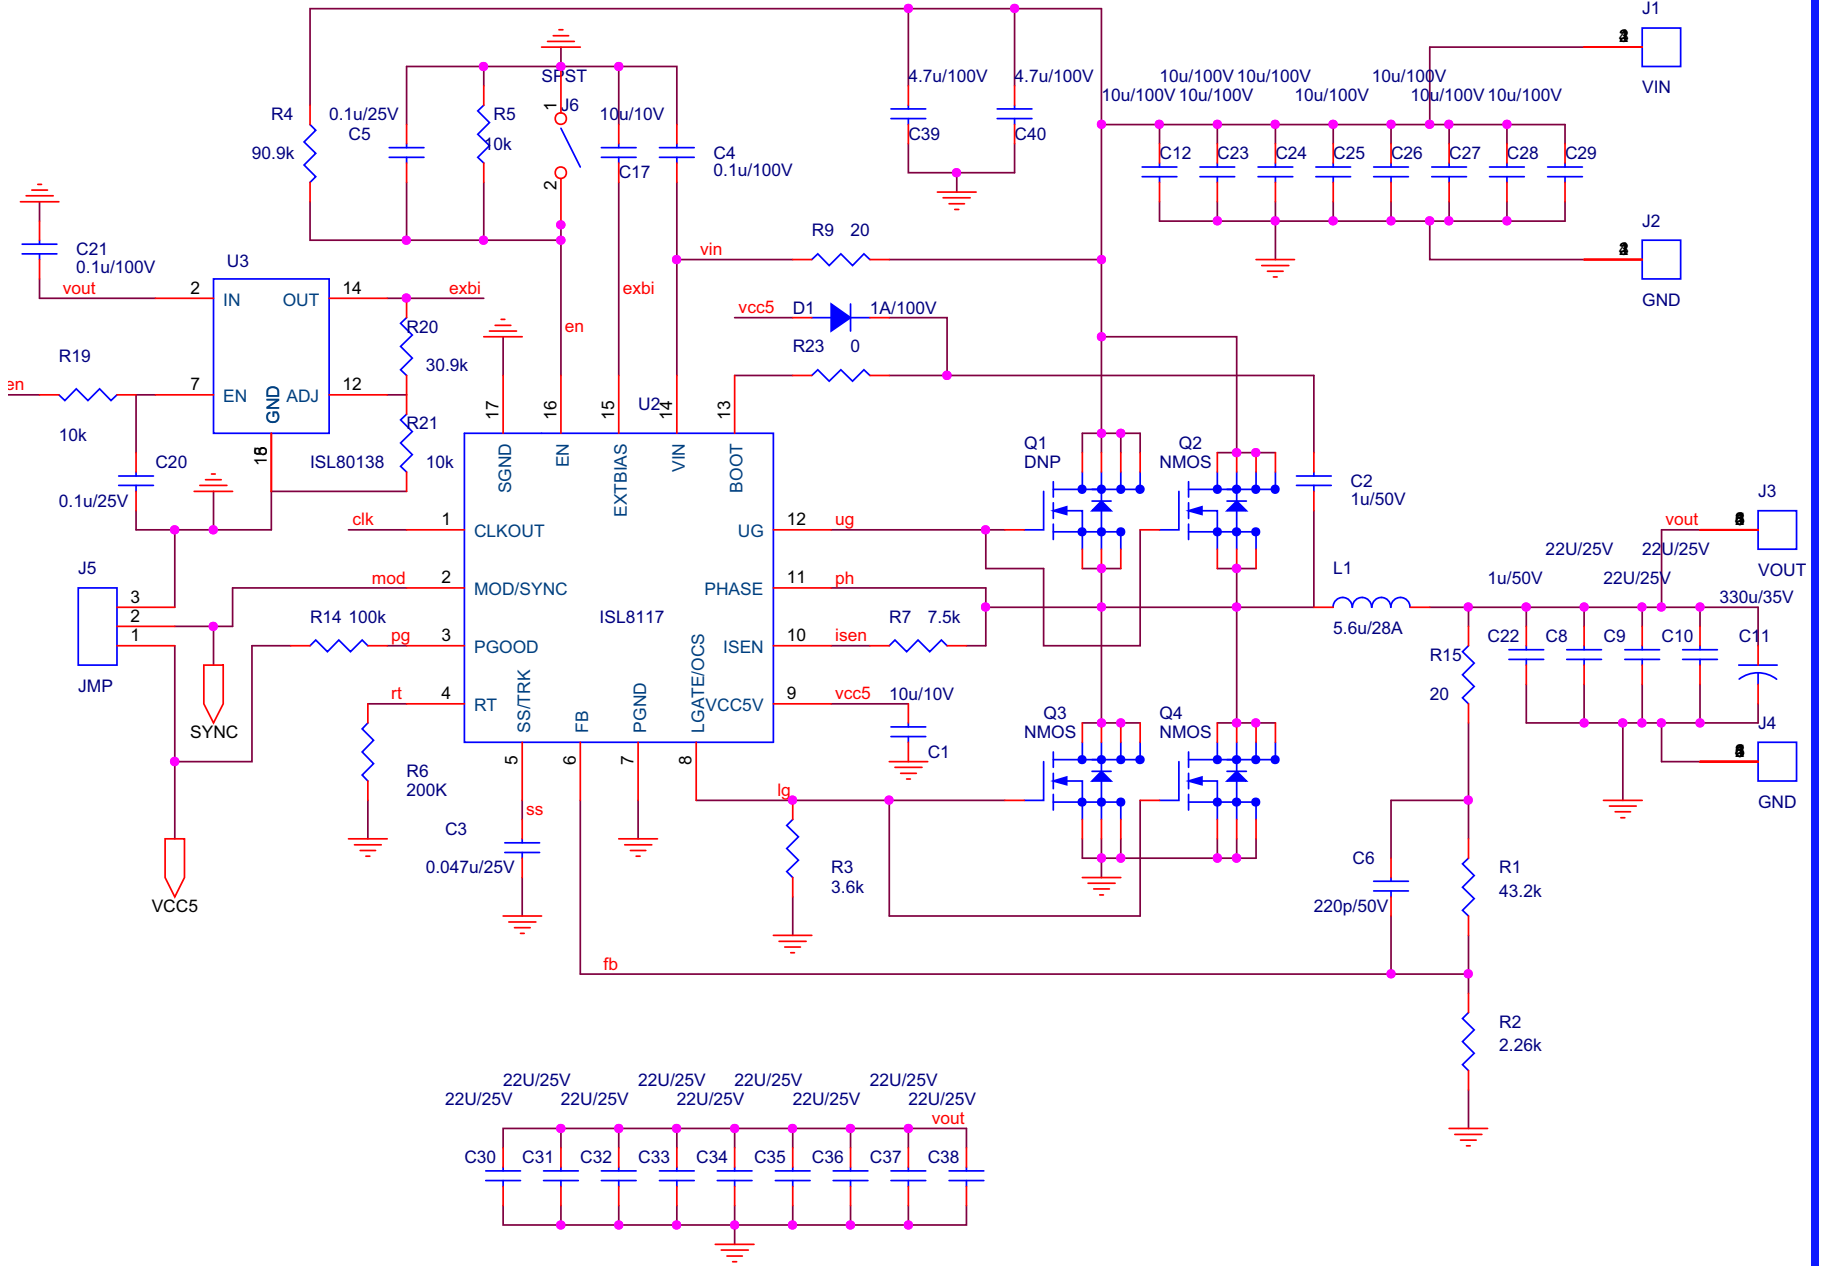 J1
VIN
SPST
1
J6
2
R4
90.9k
0.1u/25V
C5
R5
10k
10u/10V
C17
C4
0.1u/100V
4.7u/100V
4.7u/100V
C39
C40
10u/100V 10u/100V 10u/100V
10u/100V 10u/100V 10u/100V 10u/100V 10u/100V
C12 C23 C24 C25 C26 C27 C28 C29
J2
GND
C21
0.1u/100V
vout
U3
2 IN OUT 14
exbi
7 EN ADJ 12
GND
ISL80138
R19
en
10k
C20
0.1u/25V
R20
30.9k
R21
10k
vin
R9 20
exbi
en
vcc5 D1 1A/100V
R23 0
17 16 15 14 13
U2
SGND EN EXTBIAS VIN BOOT
clk 1 CLKOUT
mod 2 MOD/SYNC
pg 3 PGOOD
rt 4 RT
ISL8117
UG 12 ug
PHASE 11 ph
ISEN 10 isen
VCC5V 9 vcc5
SS/TRK FB PGND LGATE/OCS
5 6 7 8
R7 7.5k
10u/10V
C1
J5
3
2
1
JMP
R14 100k
SYNC
VCC5
R6
200K
C3
0.047u/25V
ss
lg
R3
3.6k
fb
Q1
DNP
Q2
NMOS
Q3
NMOS
Q4
NMOS
C2
1u/50V
L1
5.6u/28A
J3
vout
VOUT
22U/25V 22U/25V
1u/50V 22U/25V
330u/35V
C22 C8 C9 C10 C11
R15
20
J4
GND
C6
220p/50V
R1
43.2k
R2
2.26k
22U/25V 22U/25V 22U/25V 22U/25V
22U/25V 22U/25V 22U/25V 22U/25V 22U/25V
vout
C30 C31 C32 C33 C34 C35 C36 C37 C38